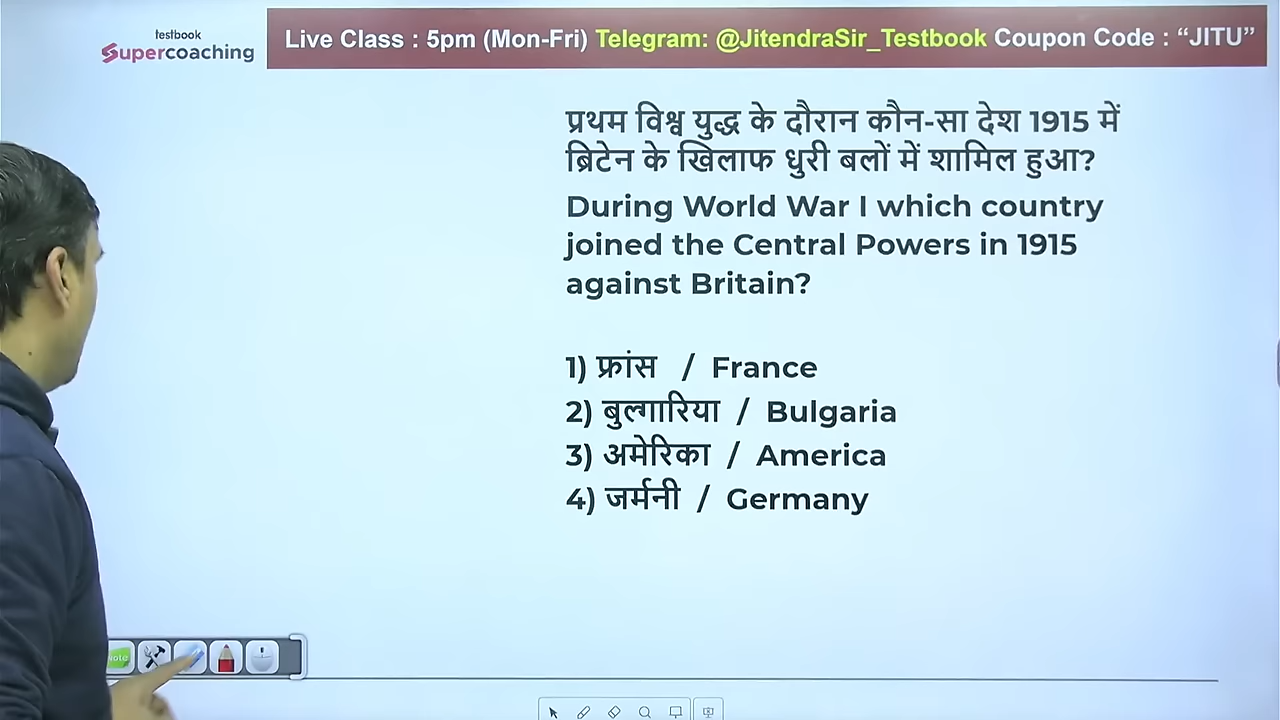 testbook
Supercoaching
Live Class : 5pm (Mon-Fri) Telegram: @JitendraSir_Testbook Coupon Code : “JITU”
प्रथम विश्व युद्ध के दौरान कौन-सा देश 1915 में
ब्रिटेन के खिलाफ धुरी बलों में शामिल हुआ?
During World War I which country
joined the Central Powers in 1915
against Britain?
1) फ्रांस / France
2) बुल्गारिया / Bulgaria
3) अमेरिका / America
4) जर्मनी / Germany
Note